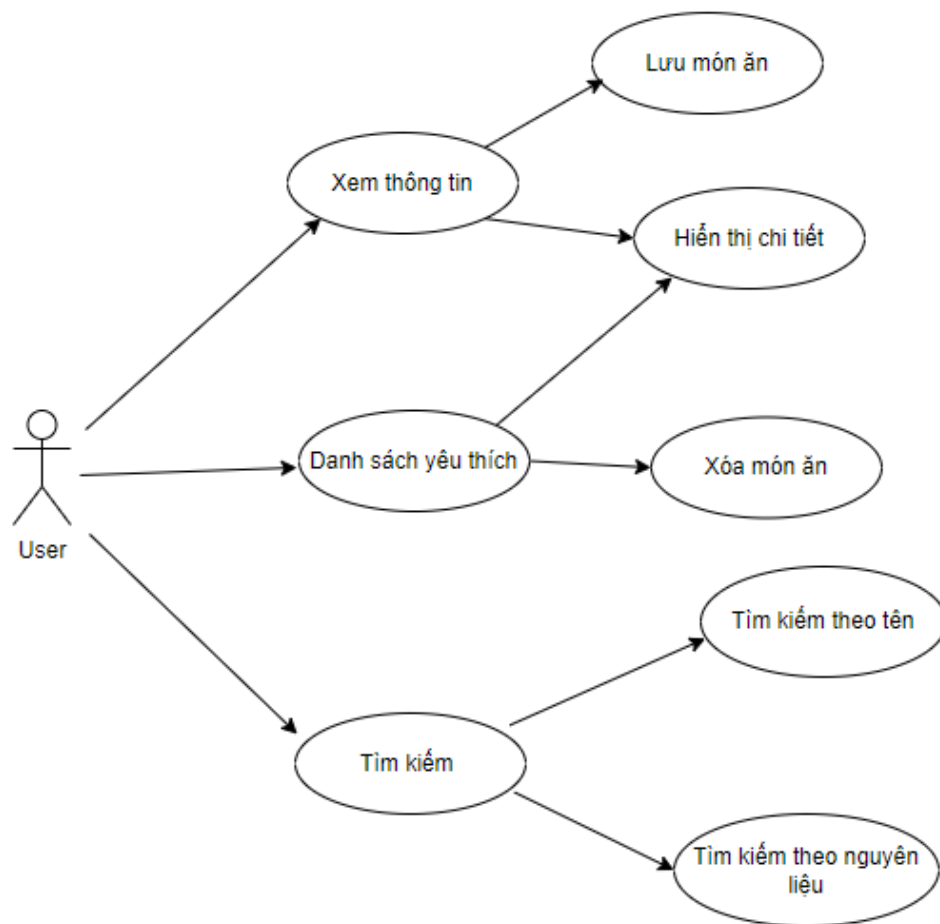 Lưu món ăn
Xem thông tin
Hiển thị chi tiết
Danh sách yêu thích
Xóa món ăn
User
Tìm kiếm theo tên
Tìm kiếm
Tìm kiếm theo nguyên
liệu